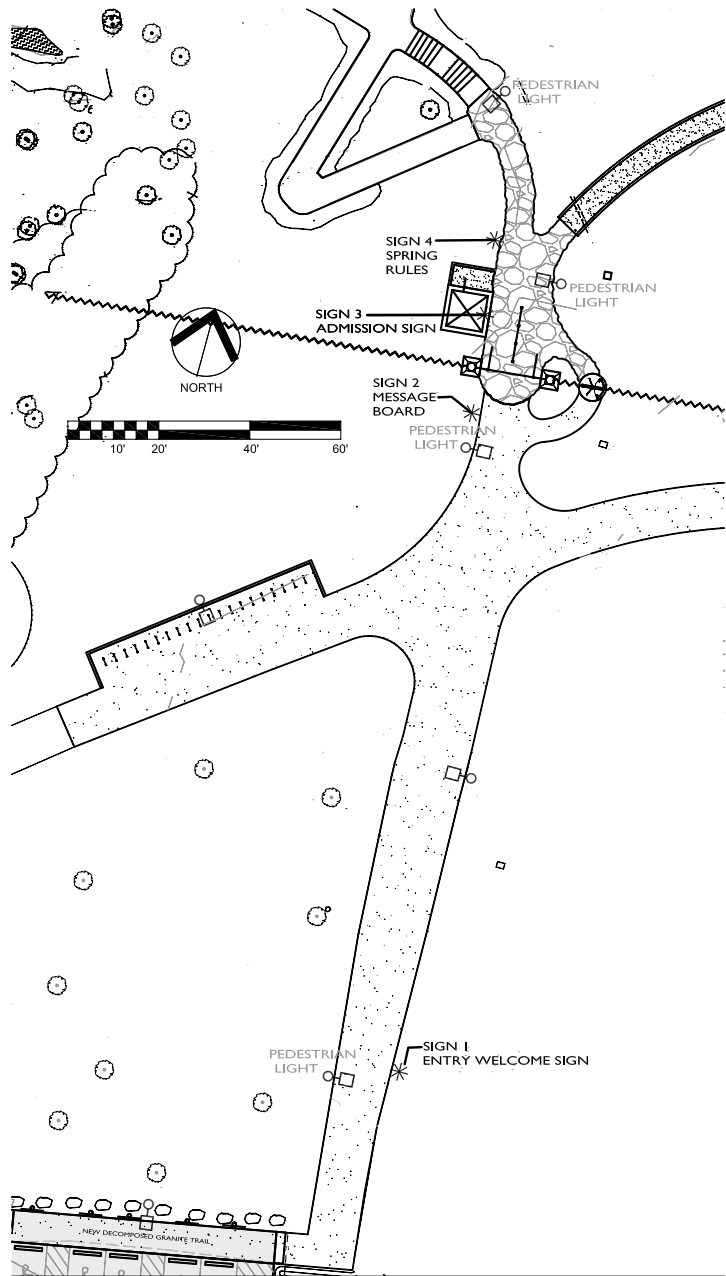 PEDESTRIAN
LIGHT
SIGN 4
SPRING
RULES
PEDESTRIAN
LIGHT
SIGN 3
ADMISSION SIGN
NORTH
SIGN 2
MESSAGE
BOARD
PEDESTRIAN
LIGHT
10' 20' 40' 60'
SIGN 1
ENTRY WELCOME SIGN
PEDESTRIAN
LIGHT
NEW DECOMPOSED GRANITE TRAIL